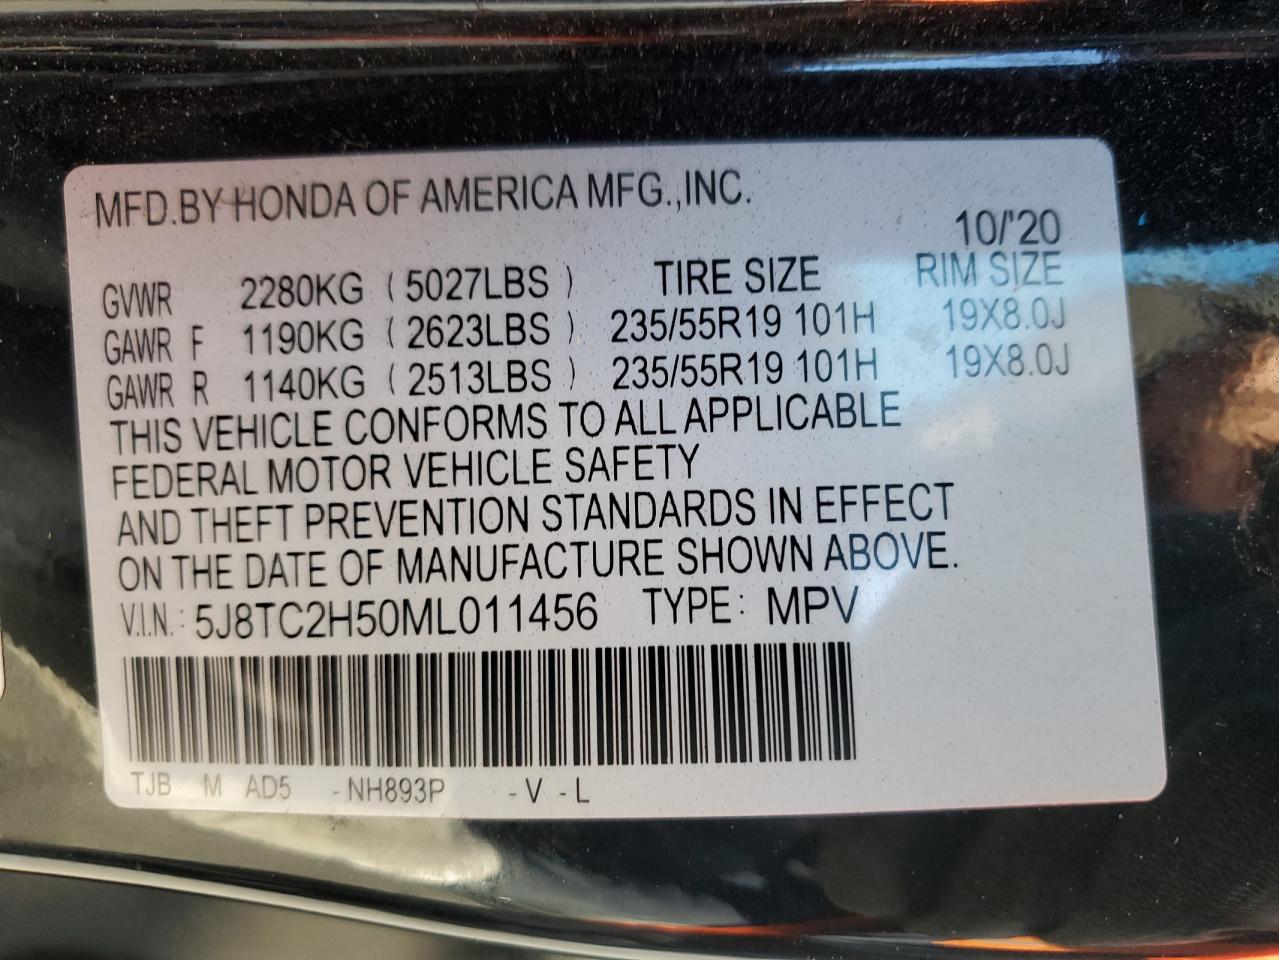 MFD.BY HONDA OF AMERICA MFG.,INC.
10/'20
GVWR 2280KG ( 5027LBS ) TIRE SIZE RIM SIZE
GAWR F 1190KG ( 2623LBS ) 235/55R19 101H 19X8.0J
GAWR R 1140KG ( 2513LBS ) 235/55R19 101H 19X8.0J
THIS VEHICLE CONFORMS TO ALL APPLICABLE
FEDERAL MOTOR VEHICLE SAFETY
AND THEFT PREVENTION STANDARDS IN EFFECT
ON THE DATE OF MANUFACTURE SHOWN ABOVE.
V.I.N.: 5J8TC2H50ML011456 TYPE: MPV
TJB M AD5 -NH893P -V -L